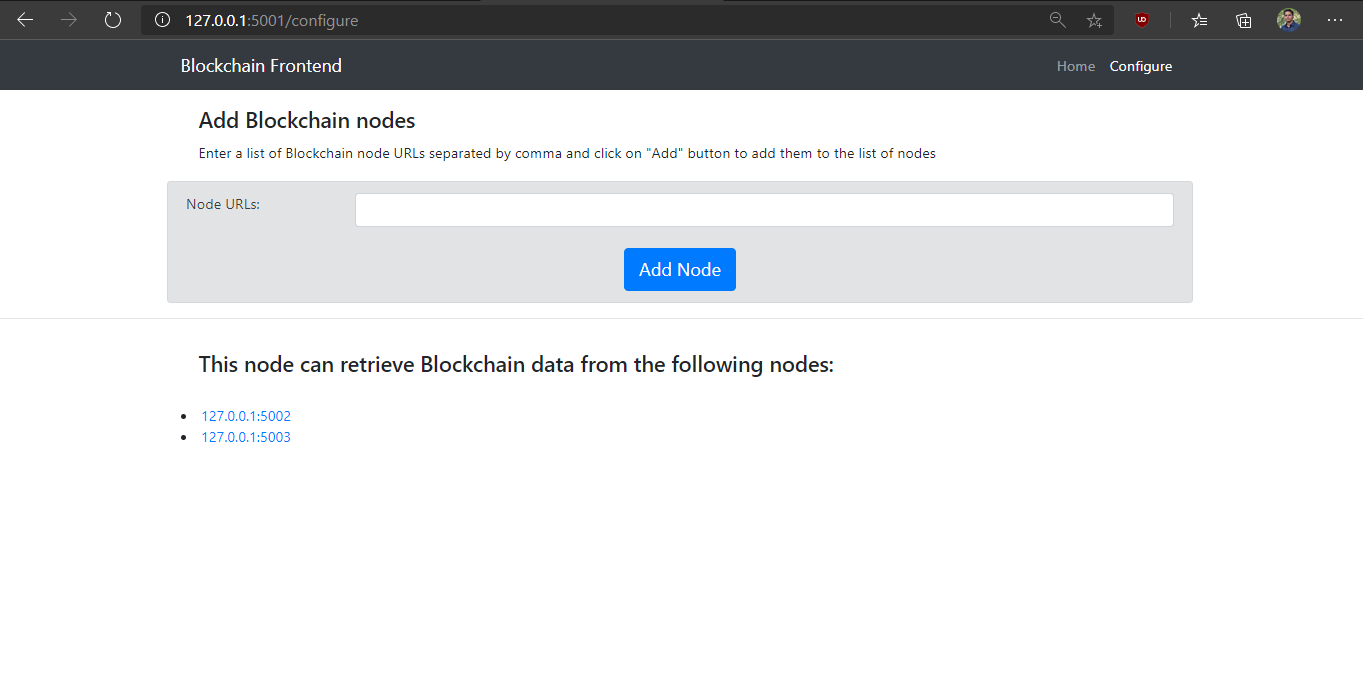 127.0.0.1:5001/configure
Blockchain Frontend
Home Configure
Add Blockchain nodes
Enter a list of Blockchain node URLs separated by comma and click on "Add" button to add them to the list of nodes
Node URLs:
Add Node
This node can retrieve Blockchain data from the following nodes:
127.0.0.1:5002
127.0.0.1:5003